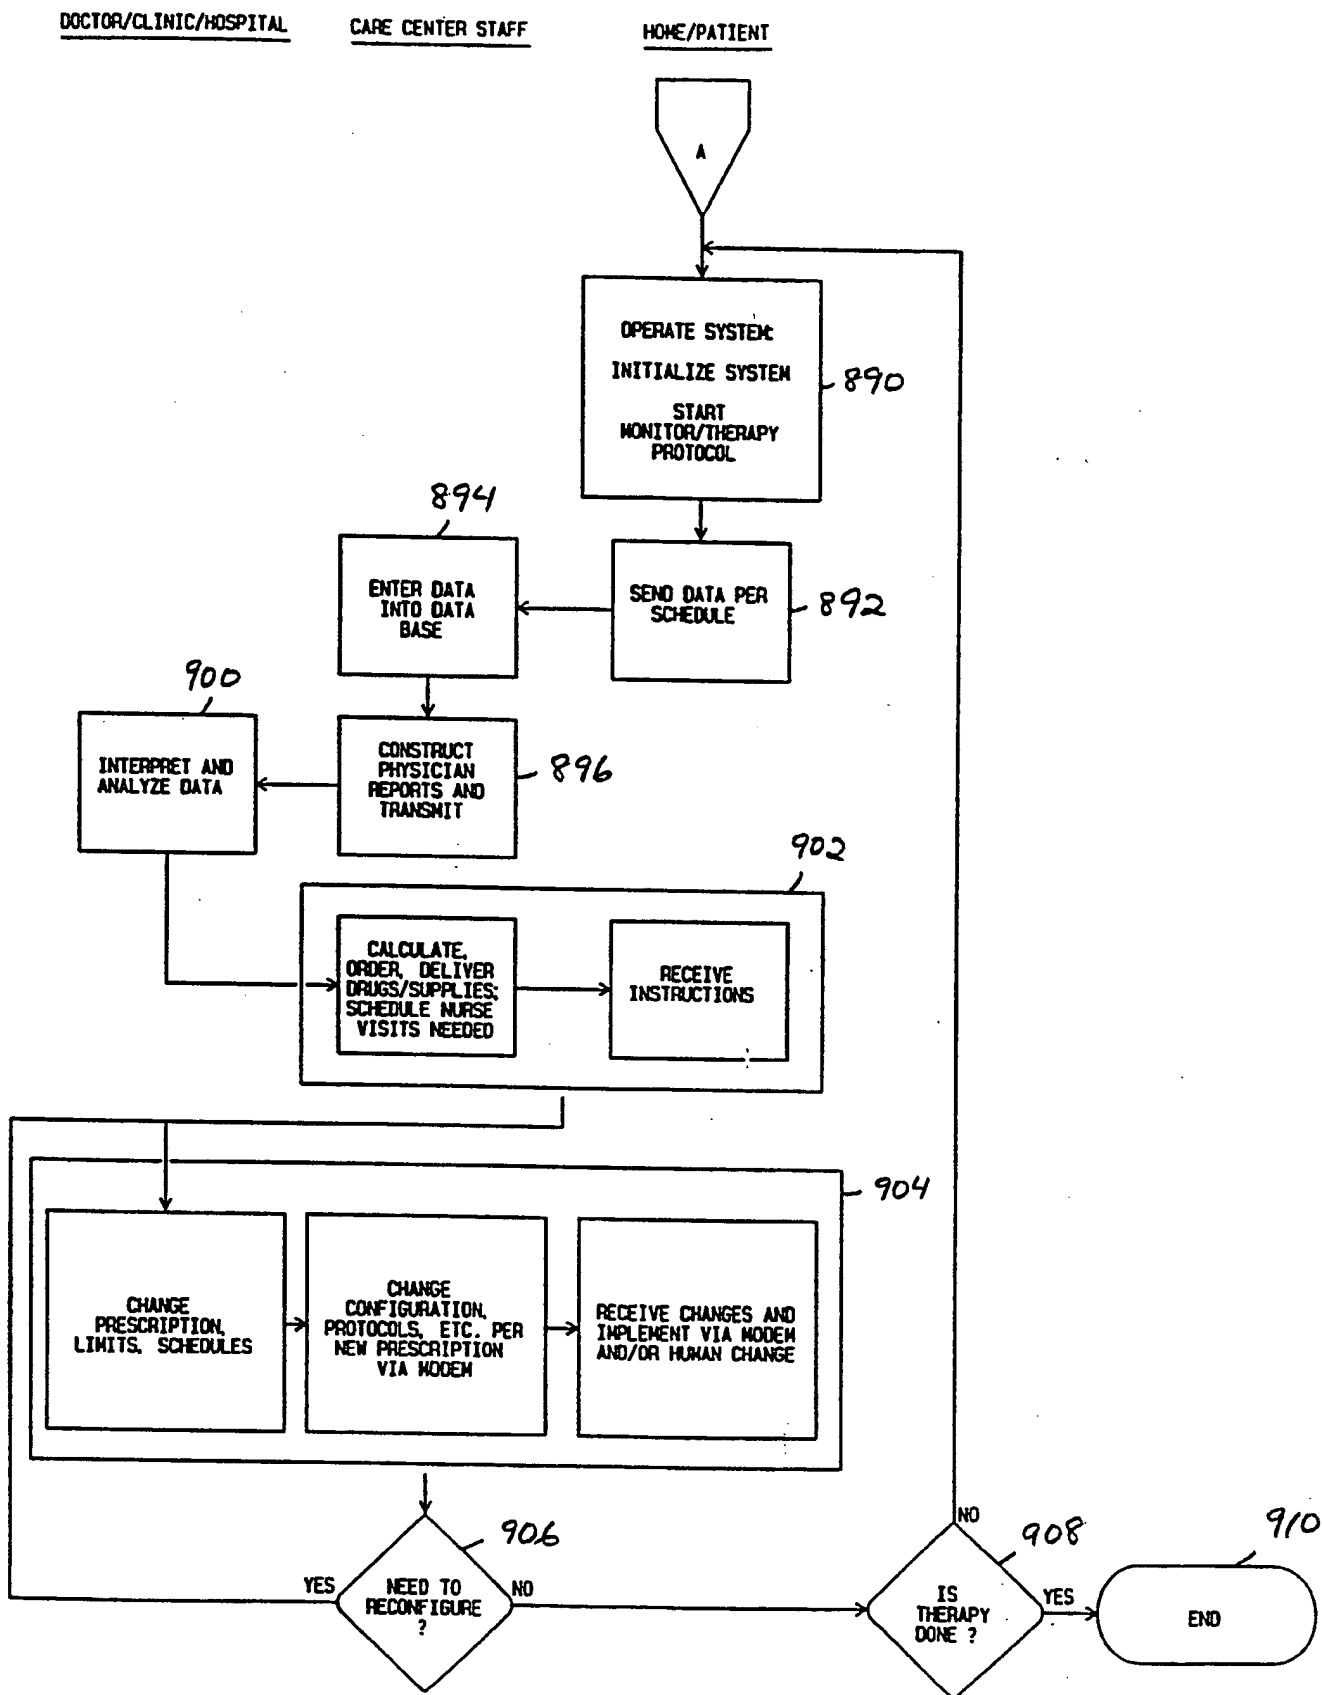 DOCTOR/CLINIC/HOSPITAL
CARE CENTER STAFF
HOME/PATIENT
A
OPERATE SYSTEM:
INITIALIZE SYSTEM
START
MONITOR/THERAPY
PROTOCOL
890
SEND DATA PER
SCHEDULE
892
894
ENTER DATA
INTO DATA
BASE
900
INTERPRET AND
ANALYZE DATA
CONSTRUCT
PHYSICIAN
REPORTS AND
TRANSMIT
896
902
CALCULATE,
ORDER, DELIVER
DRUGS/SUPPLIES;
SCHEDULE NURSE
VISITS NEEDED
RECEIVE
INSTRUCTIONS
904
CHANGE
PRESCRIPTION,
LIMITS, SCHEDULES
CHANGE
CONFIGURATION,
PROTOCOLS, ETC. PER
NEW PRESCRIPTION
VIA MODEM
RECEIVE CHANGES AND
IMPLEMENT VIA MODEM
AND/OR HUMAN CHANGE
906
YES
NEED TO
RECONFIGURE
?
NO
NO
908
IS
THERAPY
DONE ?
YES
910
END